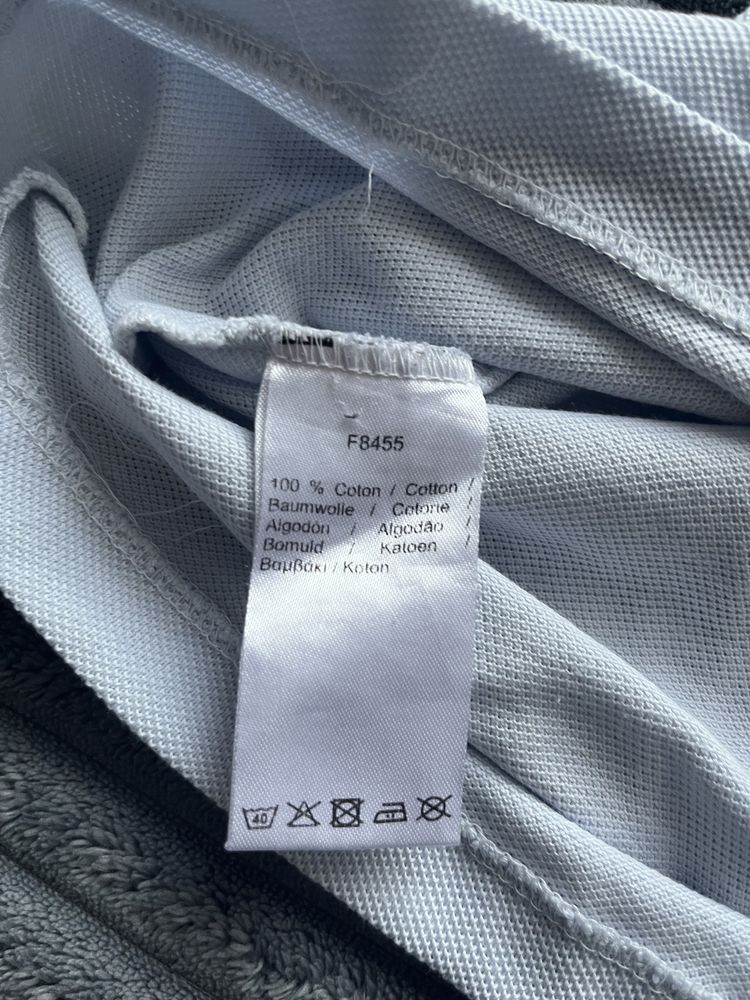 F8455
100 % Coton / Cotton /
Baumwolle / Cotone /
Algodón / Algodão /
Bomuld / Katoen /
Βαμβάκι / Koton
40